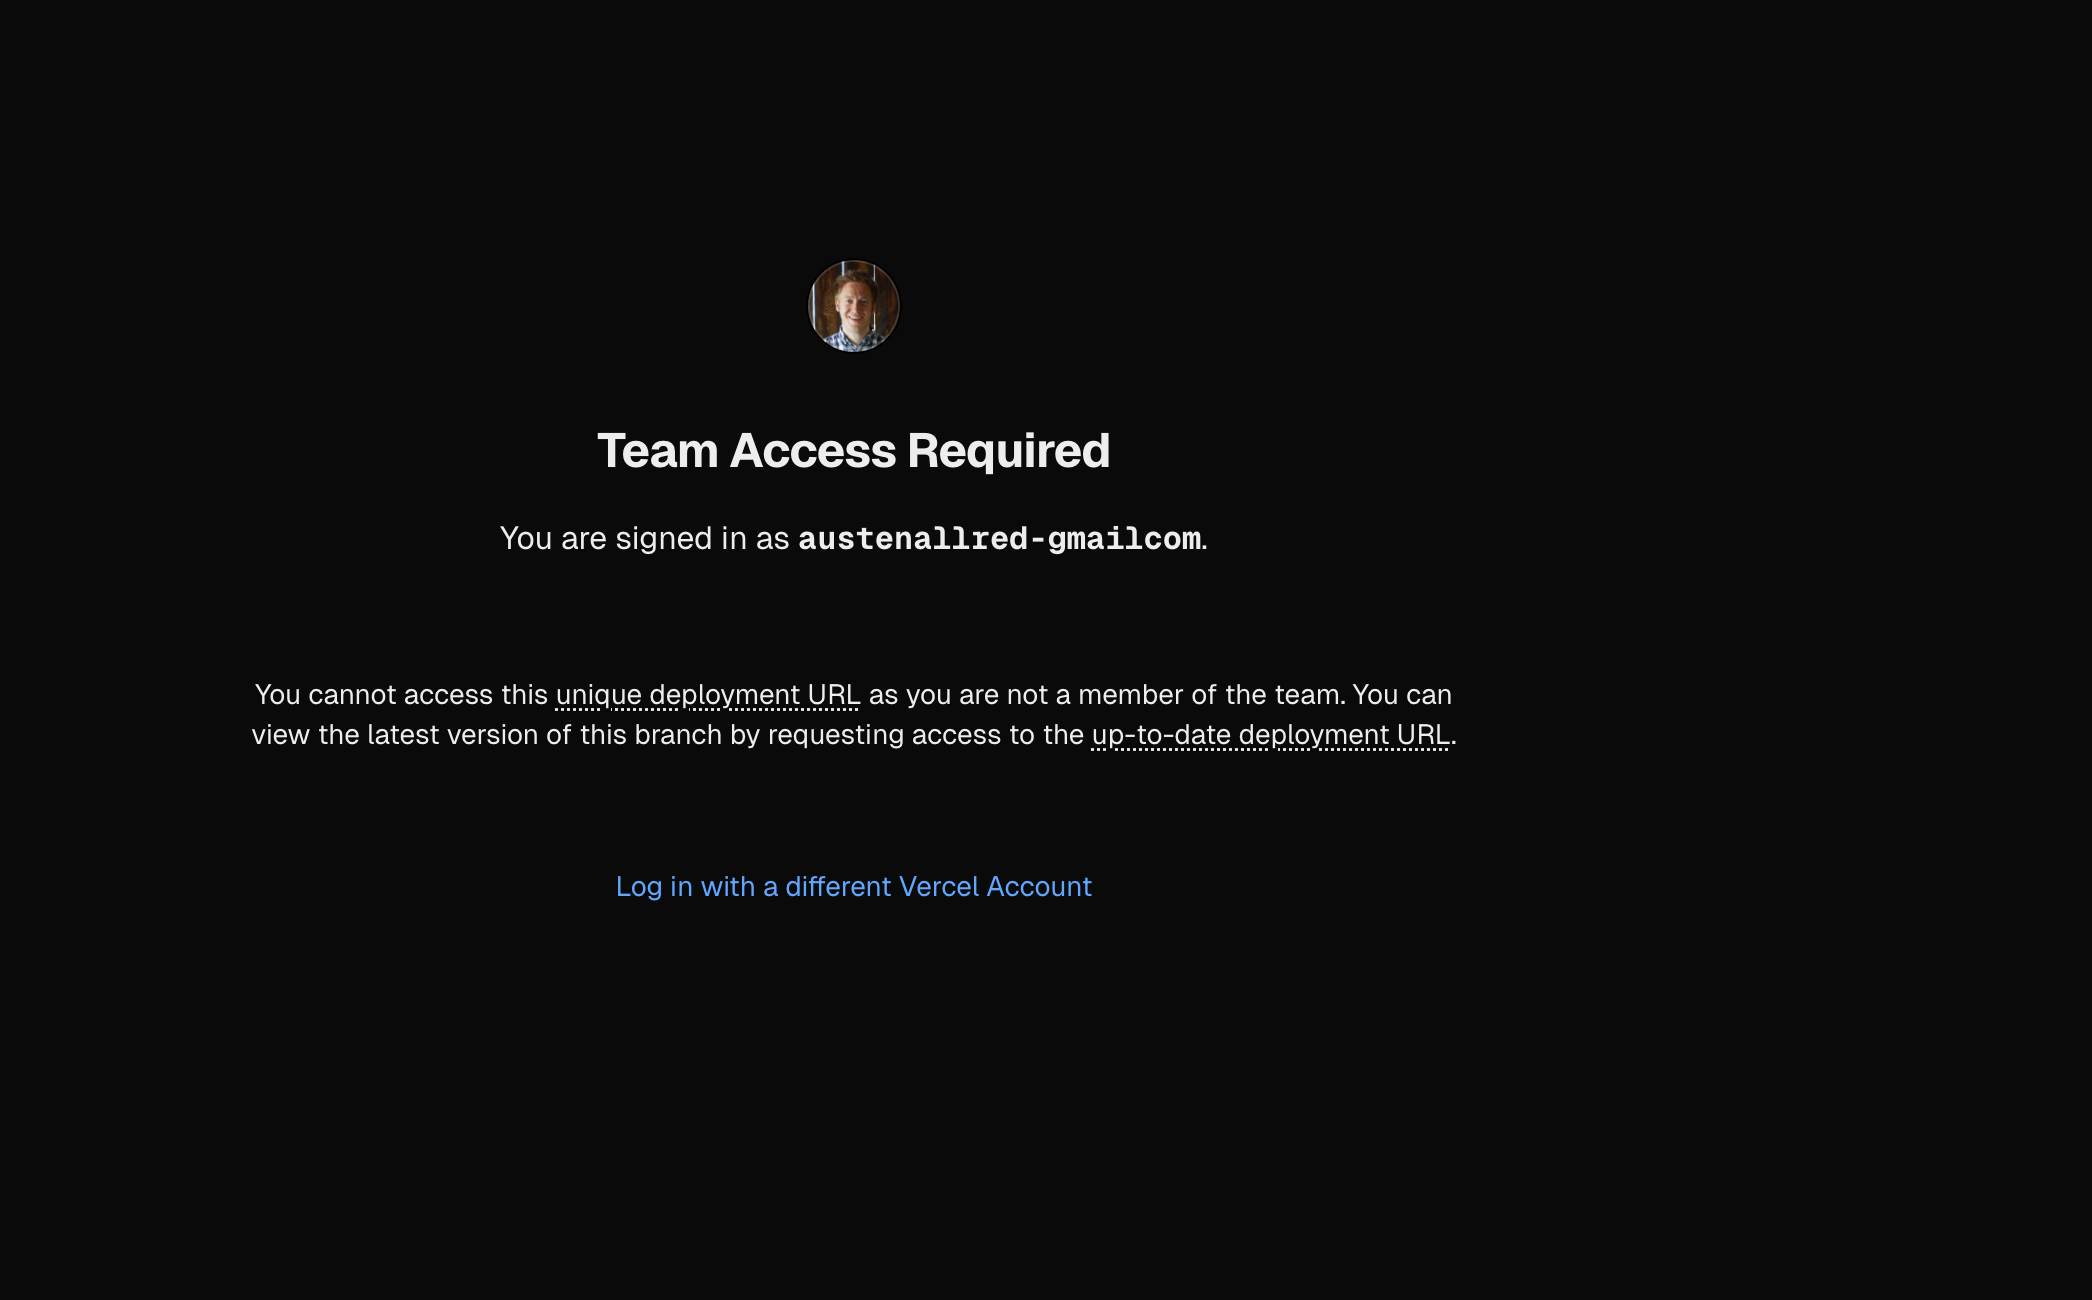 Team Access Required
You are signed in as austenallred-gmailcom.
You cannot access this unique deployment URL as you are not a member of the team. You can
view the latest version of this branch by requesting access to the up-to-date deployment URL.
Log in with a different Vercel Account